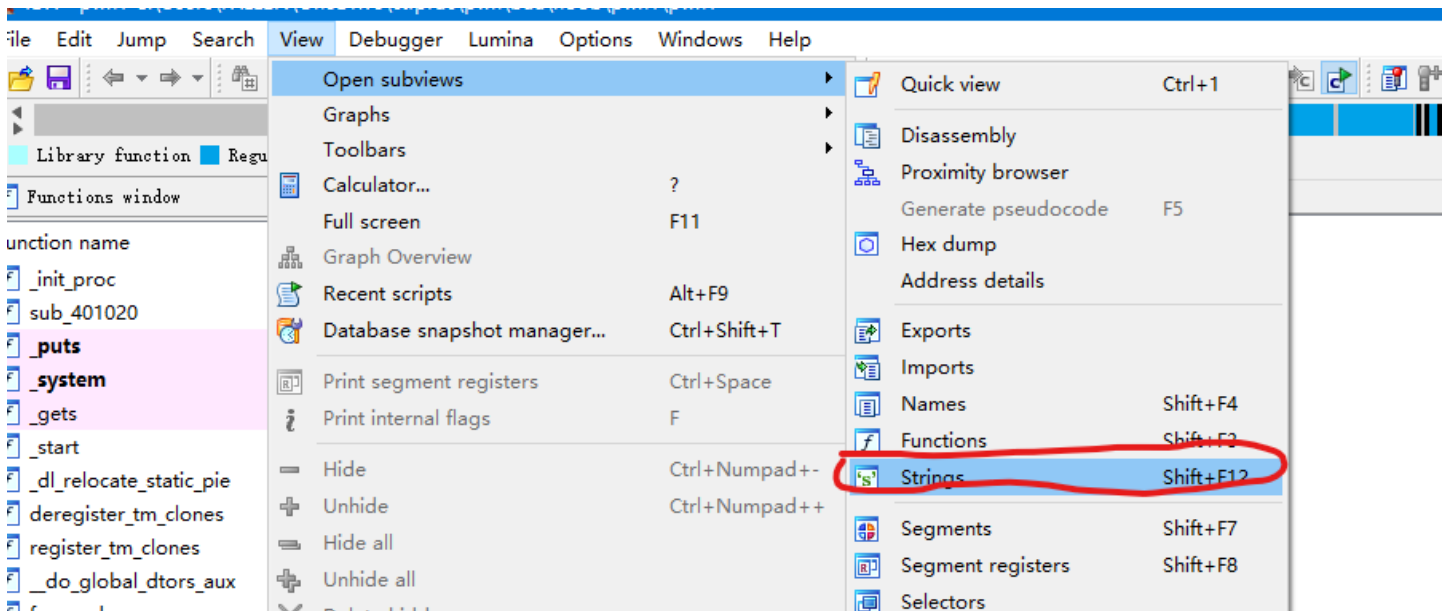 File Edit Jump Search View Debugger Lumina Options Windows Help
Open subviews
Graphs
Toolbars
Calculator... ?
Full screen F11
Graph Overview
Recent scripts Alt+F9
Database snapshot manager... Ctrl+Shift+T
Print segment registers Ctrl+Space
Print internal flags F
Hide Ctrl+Numpad+-
Unhide Ctrl+Numpad++
Hide all
Unhide all
Quick view Ctrl+1
Disassembly
Proximity browser
Generate pseudocode F5
Hex dump
Address details
Exports
Imports
Names Shift+F4
Functions Shift+F3
Strings Shift+F12
Segments Shift+F7
Segment registers Shift+F8
Selectors
Library function Regu
Functions window
unction name
_init_proc
sub_401020
_puts
_system
_gets
_start
_dl_relocate_static_pie
deregister_tm_clones
register_tm_clones
__do_global_dtors_aux